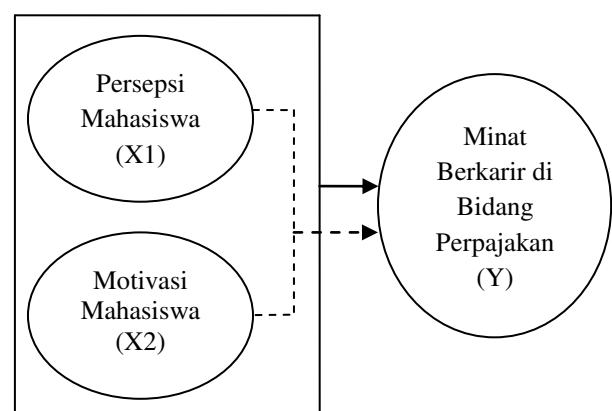 Persepsi
Mahasiswa
(X1)
Motivasi
Mahasiswa
(X2)
Minat
Berkarir di
Bidang
Perpajakan
(Y)